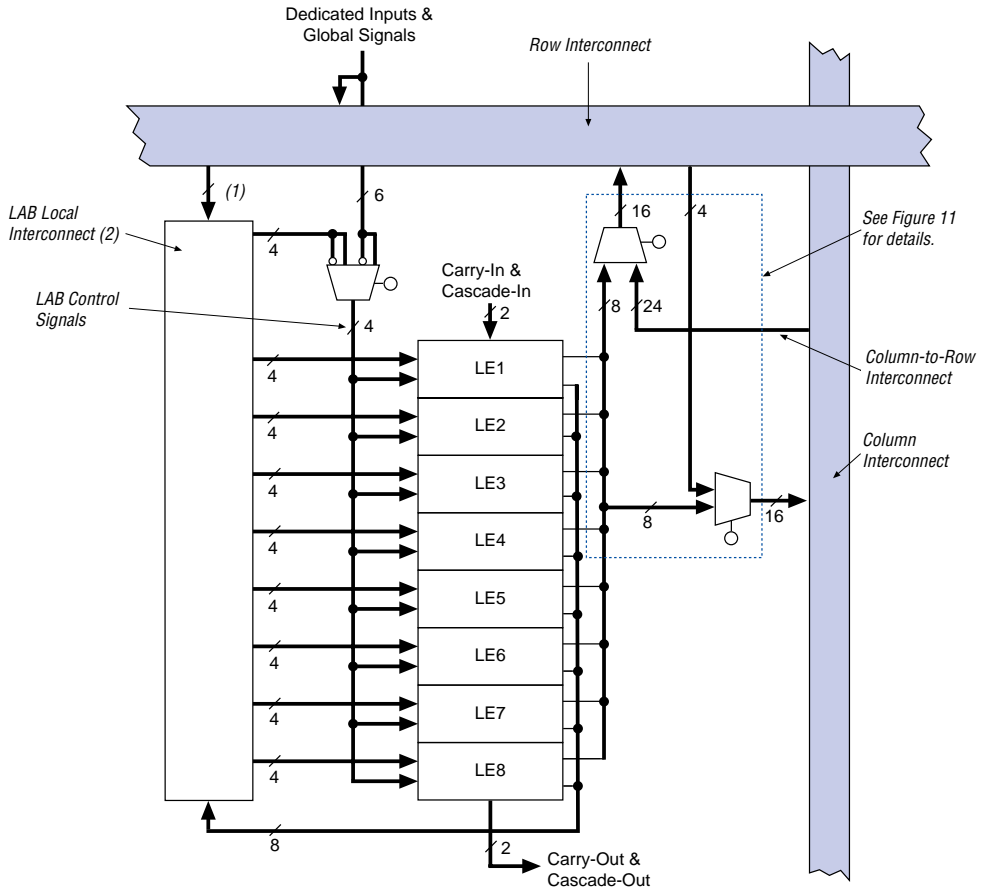 Dedicated Inputs &
Global Signals
Row Interconnect
(1)
6
16
4
LAB Local
Interconnect (2)
4
See Figure 11
for details.
Carry-In &
Cascade-In
LAB Control
Signals
4
2
8
24
Column-to-Row
Interconnect
4
LE1
4
LE2
Column
Interconnect
4
LE3
8
16
4
LE4
4
LE5
4
LE6
4
LE7
4
LE8
8
2
Carry-Out &
Cascade-Out